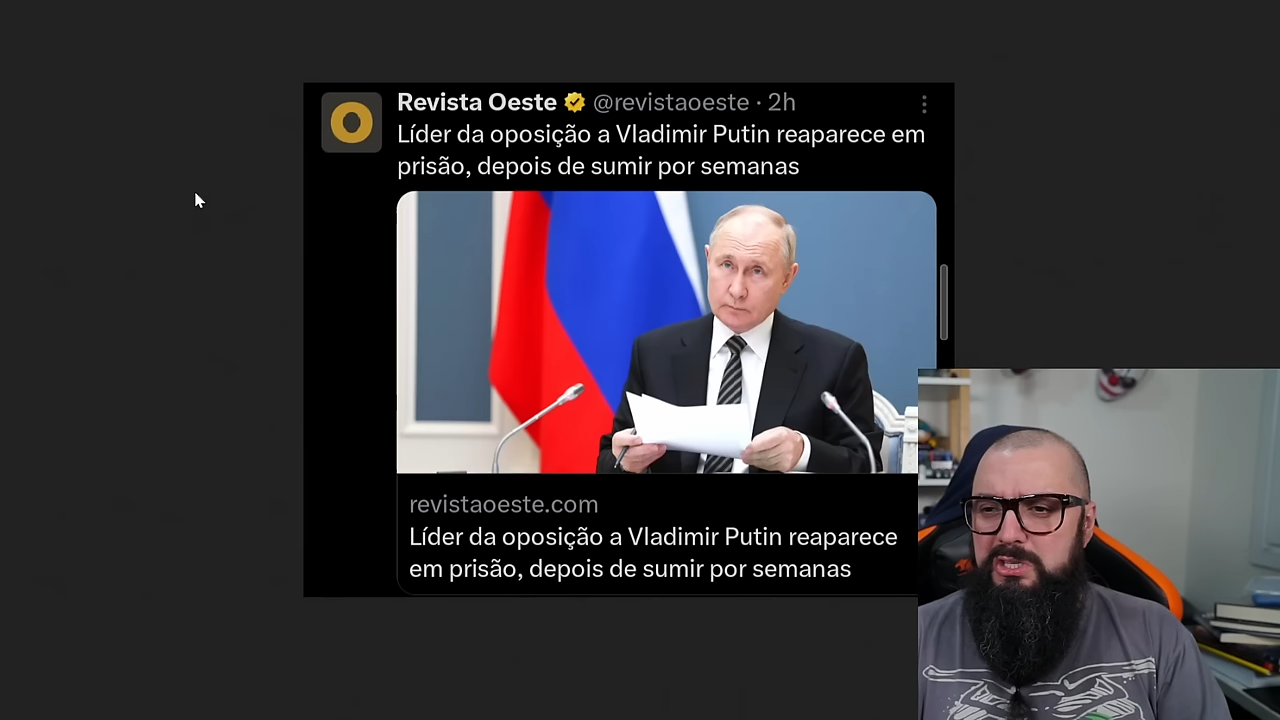 Revista Oeste @revistaoeste · 2h
Líder da oposição a Vladimir Putin reaparece em
prisão, depois de sumir por semanas
revistaoeste.com
Líder da oposição a Vladimir Putin reaparece
em prisão, depois de sumir por semanas